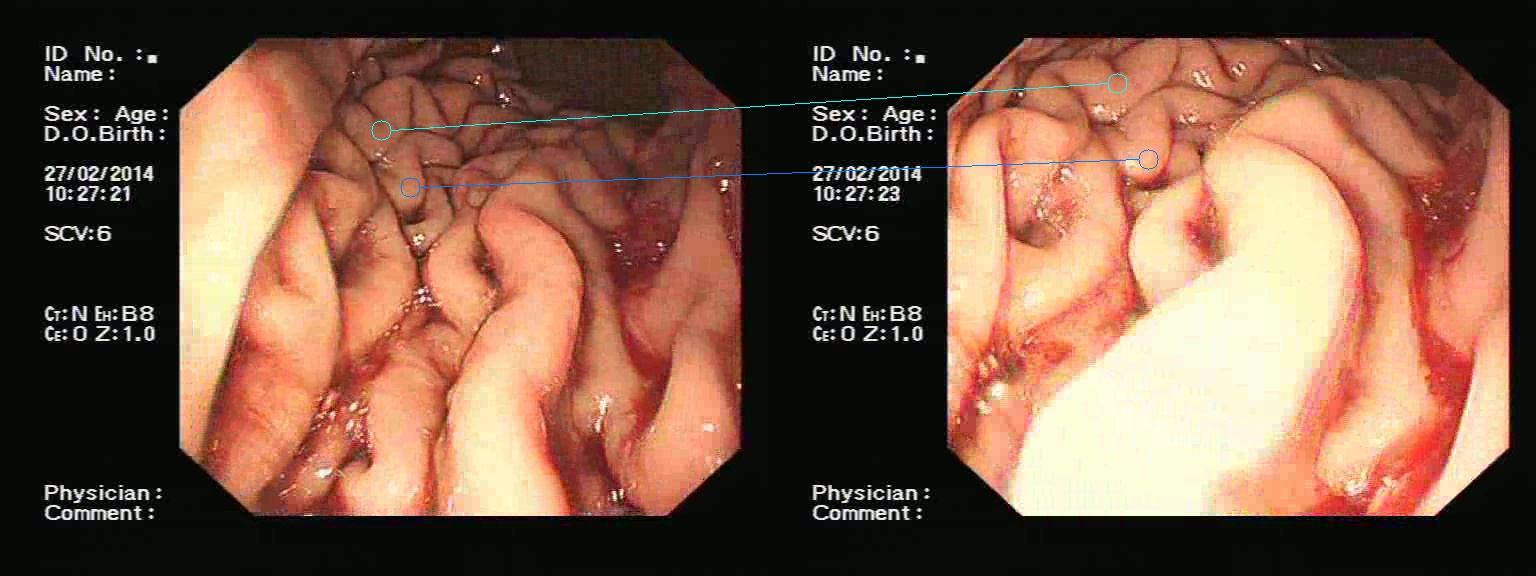 ID No. :
Name:
Sex: Age:
D.O.Birth:
27/02/2014
10:27:21
SCV:6
CT:N EH:B8
CE:0 Z:1.0
Physician:
Comment:
ID No. :
Name:
Sex: Age:
D.O.Birth:
27/02/2014
10:27:23
SCV:6
CT:N EH:B8
CE:0 Z:1.0
Physician:
Comment: